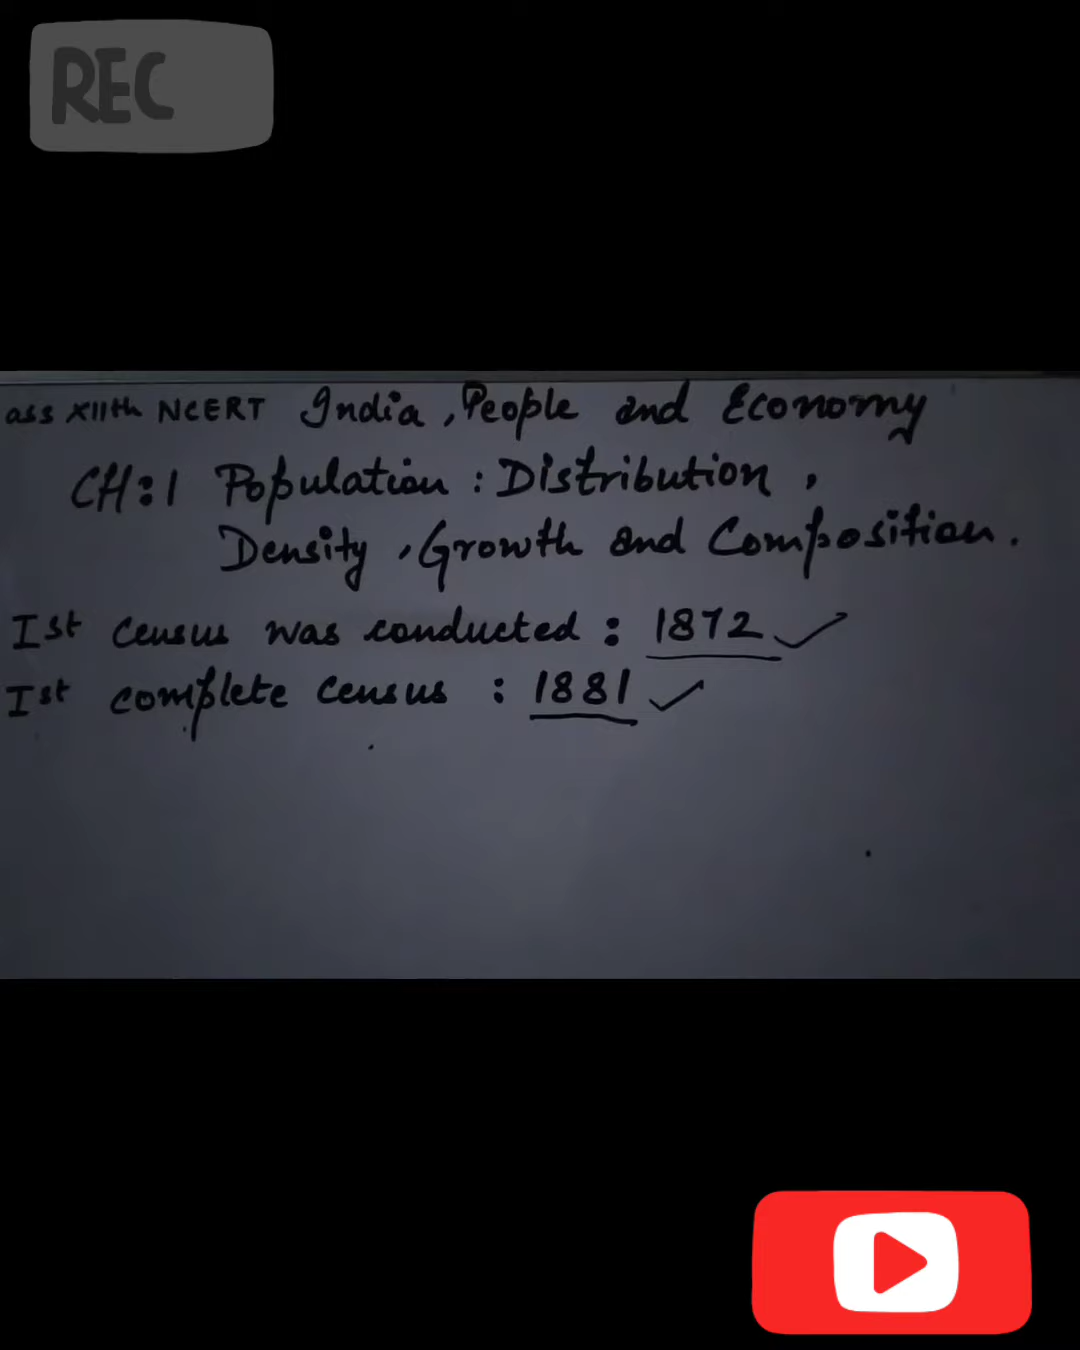 REC
ass XIIth NCERT India, People and Economy
CH:1 Population : Distribution,
Density, Growth and Composition.
Ist Census was conducted : 1872
Ist complete census : 1881